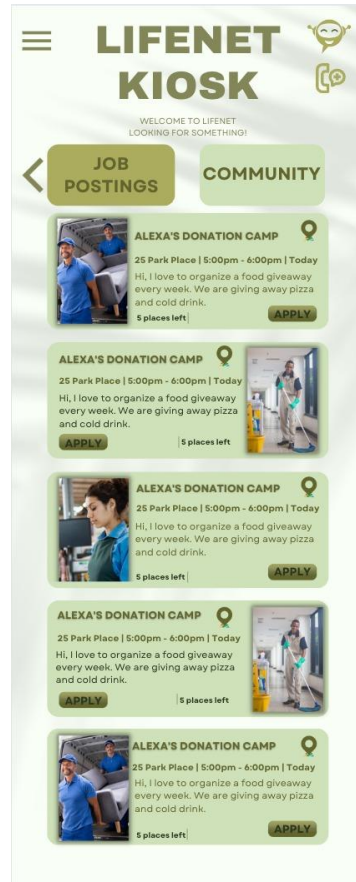 LIFENET
KIOSK
WELCOME TO LIFENET
LOOKING FOR SOMETHING!
JOB
POSTINGS
COMMUNITY
ALEXA'S DONATION CAMP
25 Park Place | 5:00pm - 6:00pm | Today
Hi, I love to organize a food giveaway
every week. We are giving away pizza
and cold drink.
5 places left
APPLY
ALEXA'S DONATION CAMP
25 Park Place | 5:00pm - 6:00pm | Today
Hi, I love to organize a food giveaway
every week. We are giving away pizza
and cold drink.
APPLY
5 places left
ALEXA'S DONATION CAMP
25 Park Place | 5:00pm - 6:00pm | Today
Hi, I love to organize a food giveaway
every week. We are giving away pizza
and cold drink.
5 places left
APPLY
ALEXA'S DONATION CAMP
25 Park Place | 5:00pm - 6:00pm | Today
Hi, I love to organize a food giveaway
every week. We are giving away pizza
and cold drink.
APPLY
5 places left
ALEXA'S DONATION CAMP
25 Park Place | 5:00pm - 6:00pm | Today
Hi, I love to organize a food giveaway
every week. We are giving away pizza
and cold drink.
5 places left
APPLY